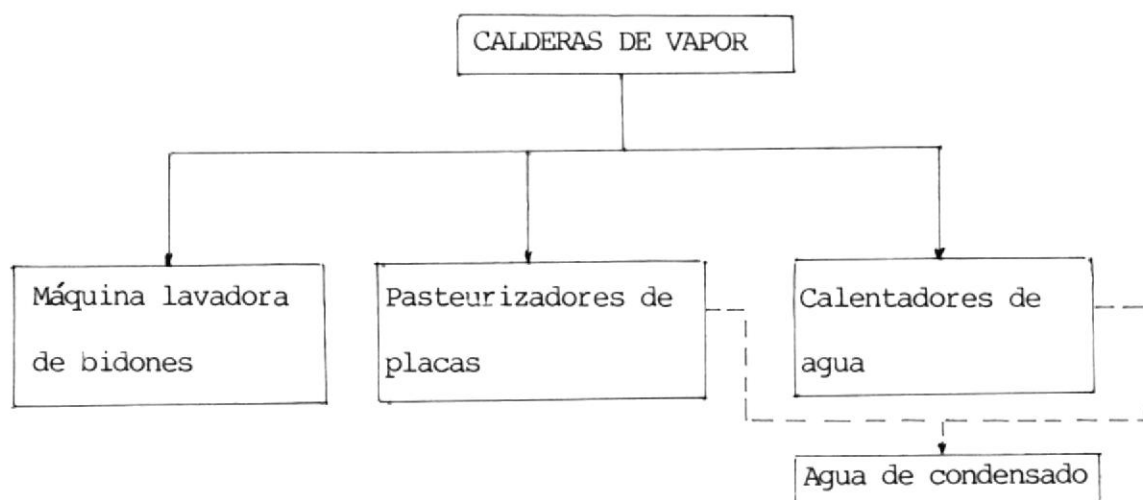 CALDERAS DE VAPOR
Máquina lavadora
de bidones
Pasteurizadores de
placas
Calentadores de
agua
Agua de condensado